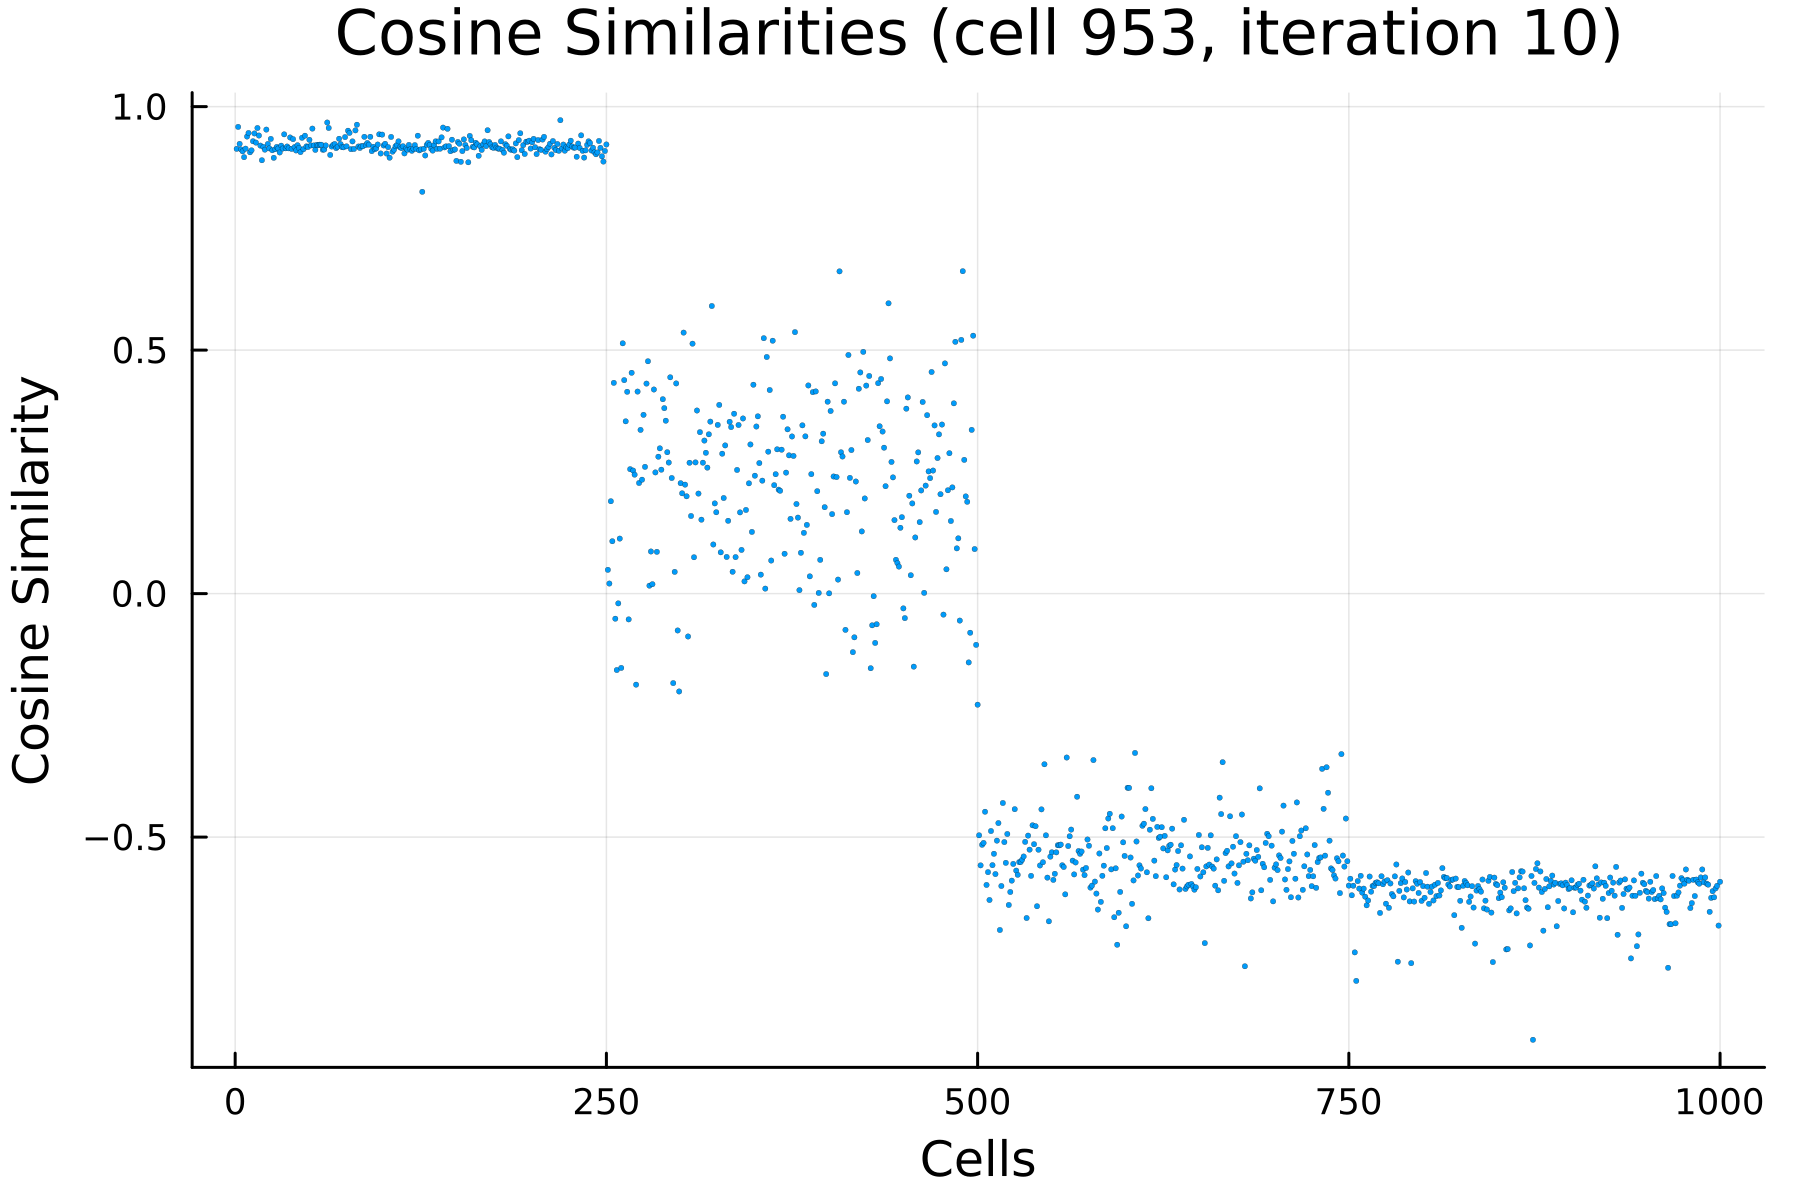 Cosine Similarities (cell 953, iteration 10)
1.0
0.5
0.0
−0.5
Cosine Similarity
0 250 500 750 1000
Cells